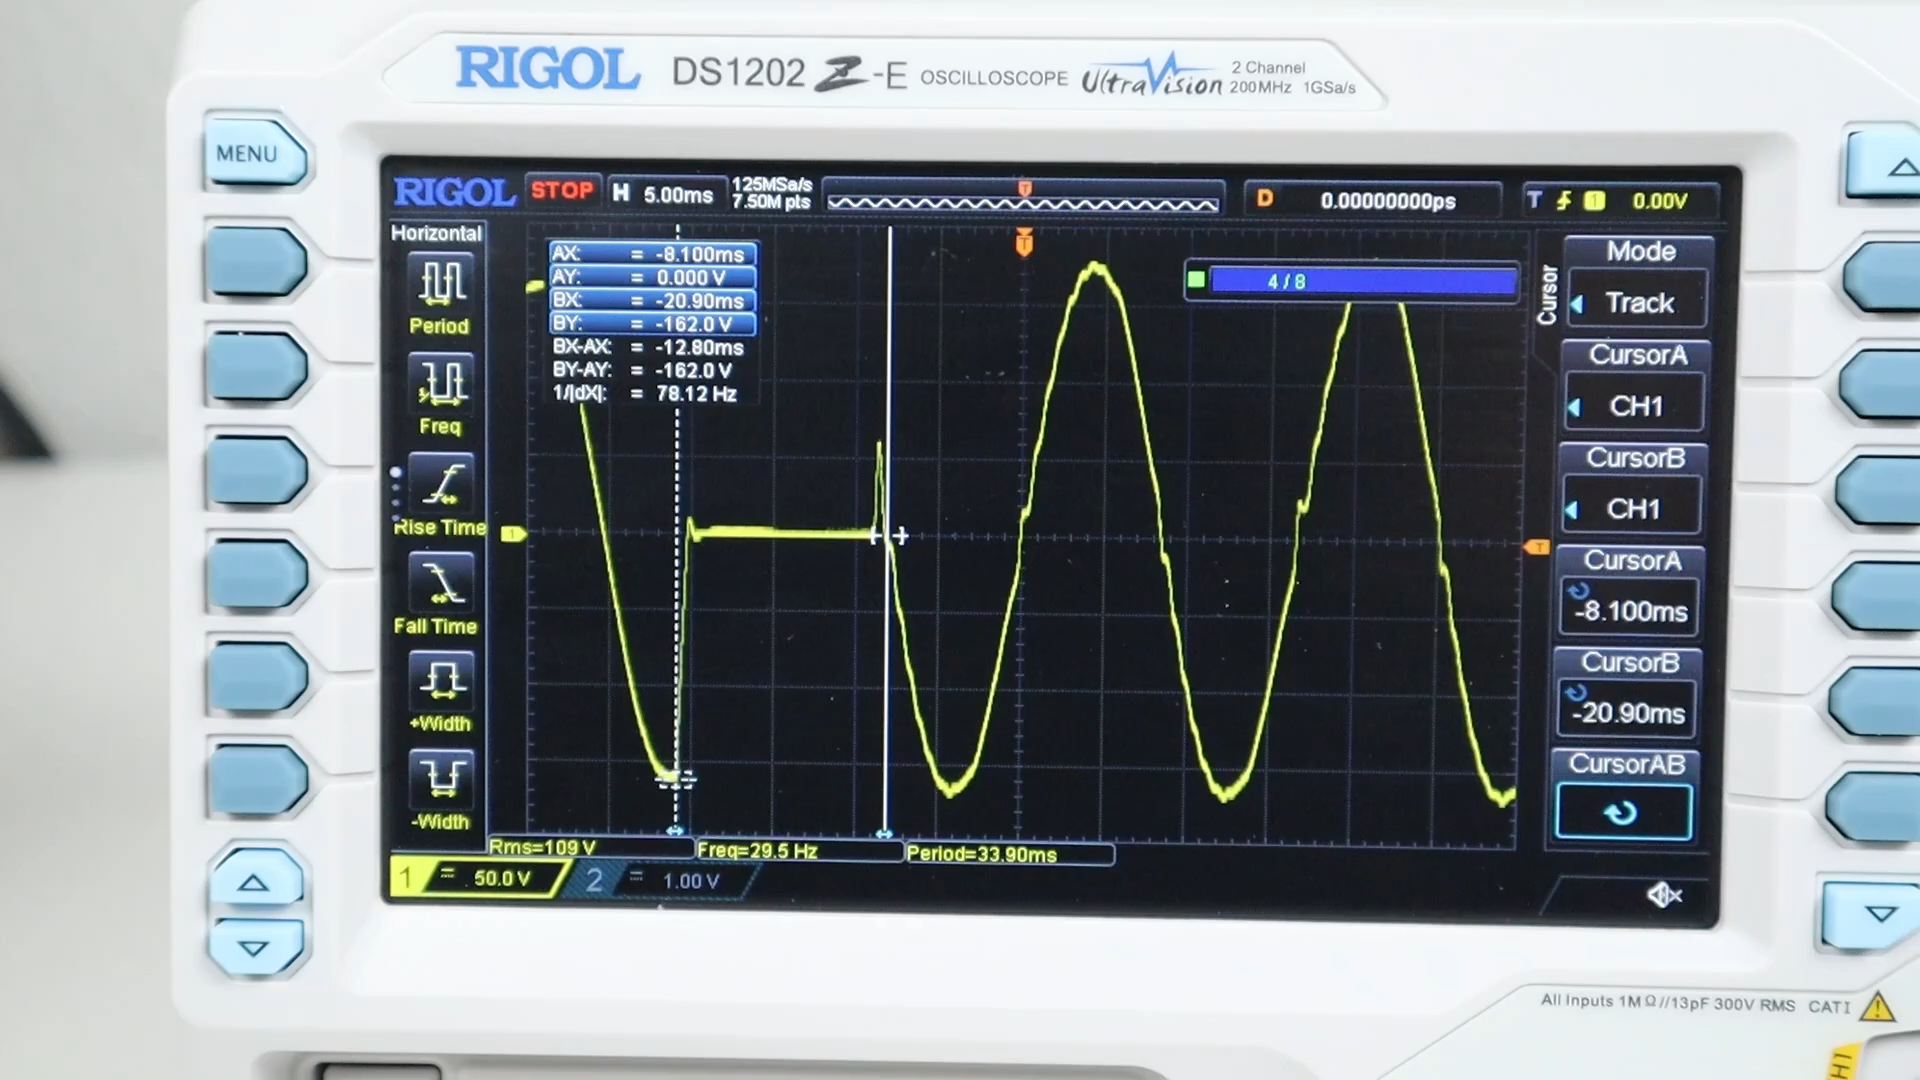 RIGOL DS1202 Z-E OSCILLOSCOPE UltraVision 2 Channel
200MHz 1GSa/s
MENU
RIGOL STOP H 5.00ms 125MSa/s
7.50M pts
T
D 0.00000000ps T 1 0.00V
Horizontal
Period
Freq
Rise Time
Fall Time
+Width
-Width
AX: = -8.100ms
AY: = 0.000 V
BX: = -20.90ms
BY: = -162.0 V
BX-AX: = -12.80ms
BY-AY: = -162.0 V
1/|dX|: = 78.12 Hz
T
4/8
1
T
Cursor
Mode
Track
CursorA
CH1
CursorB
CH1
CursorA
-8.100ms
CursorB
-20.90ms
CursorAB
Rms=109 V Freq=29.5 Hz Period=33.90ms
1 = 50.0 V 2 = 1.00 V
All Inputs 1MΩ//13pF 300V RMS CAT I
H1